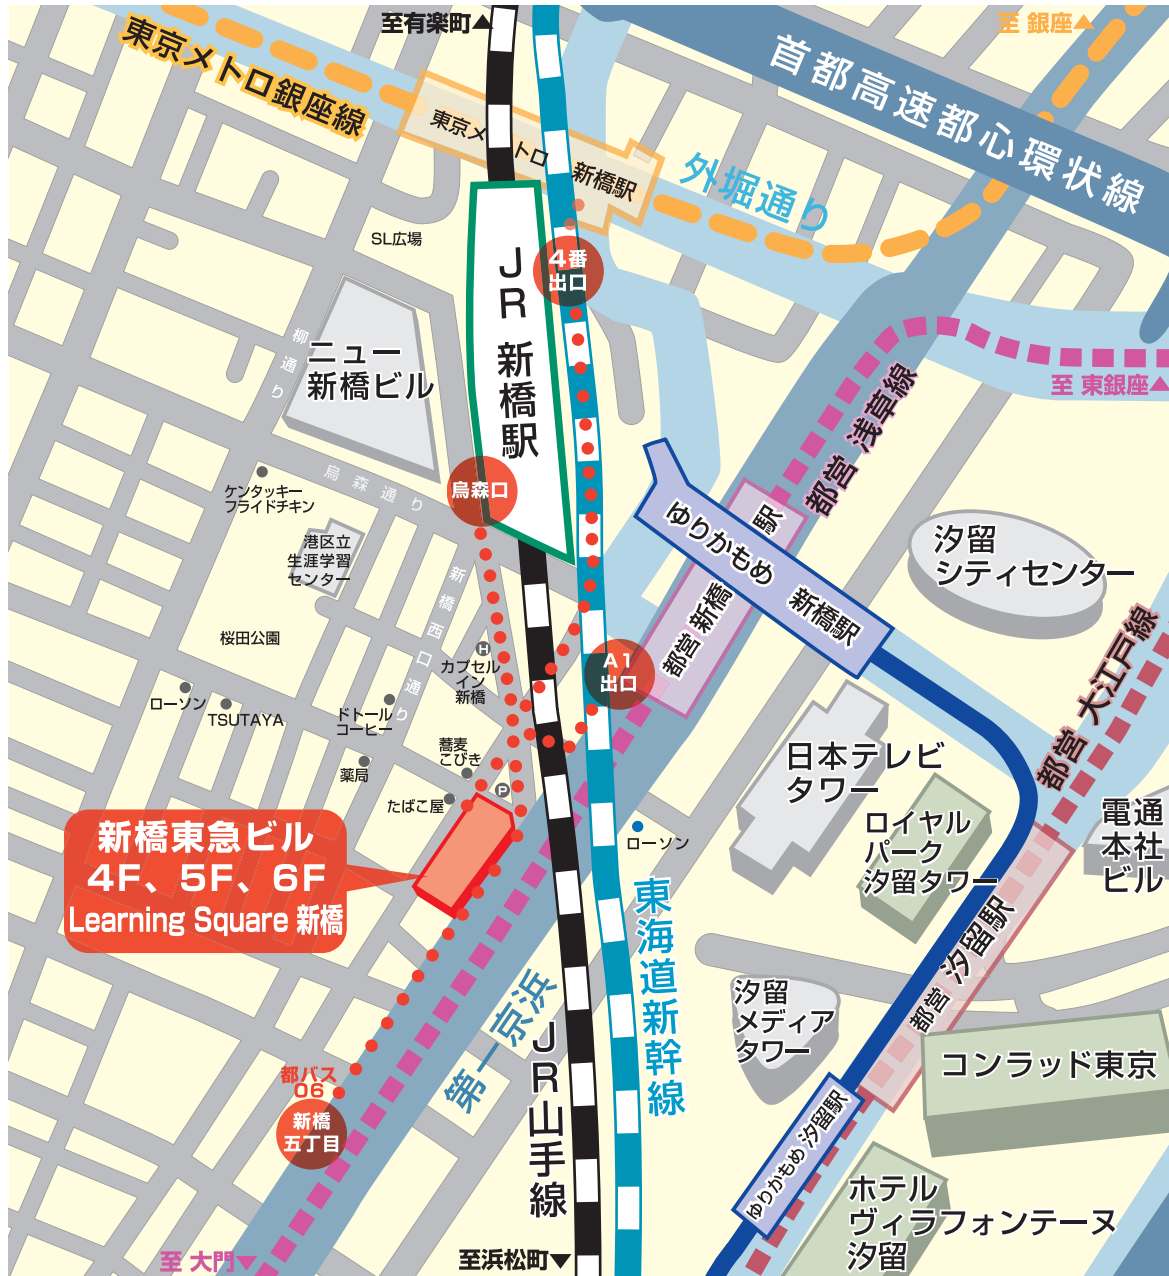 至有楽町▲
至 銀座▲
東京メトロ銀座線
首都高速都心環状線
東京メトロ 新橋駅
外堀通り
SL広場
4番
出口
JR 新橋駅
柳通り
ニュー
新橋ビル
至 東銀座▲
都営 浅草線
烏森通り
烏森口
ケンタッキー
フライドチキン
港区立
生涯学習
センター
ゆりかもめ 新橋駅
都営 新橋駅
汐留
シティセンター
新橋西口通り
桜田公園
H
カプセル
イン
新橋
A1
出口
都営 大江戸線
ローソン
TSUTAYA
ドトール
コーヒー
蕎麦
こびき
薬局
P
たばこ屋
日本テレビ
タワー
ロイヤル
パーク
汐留タワー
電通
本社
ビル
新橋東急ビル
4F、5F、6F
Learning Square 新橋
ローソン
東海道新幹線
都営 汐留駅
汐留
メディア
タワー
第一京浜
JR山手線
コンラッド東京
都バス
06
新橋
五丁目
ゆりかもめ 汐留駅
ホテル
ヴィラフォンテーヌ
汐留
至 大門▼
至浜松町▼